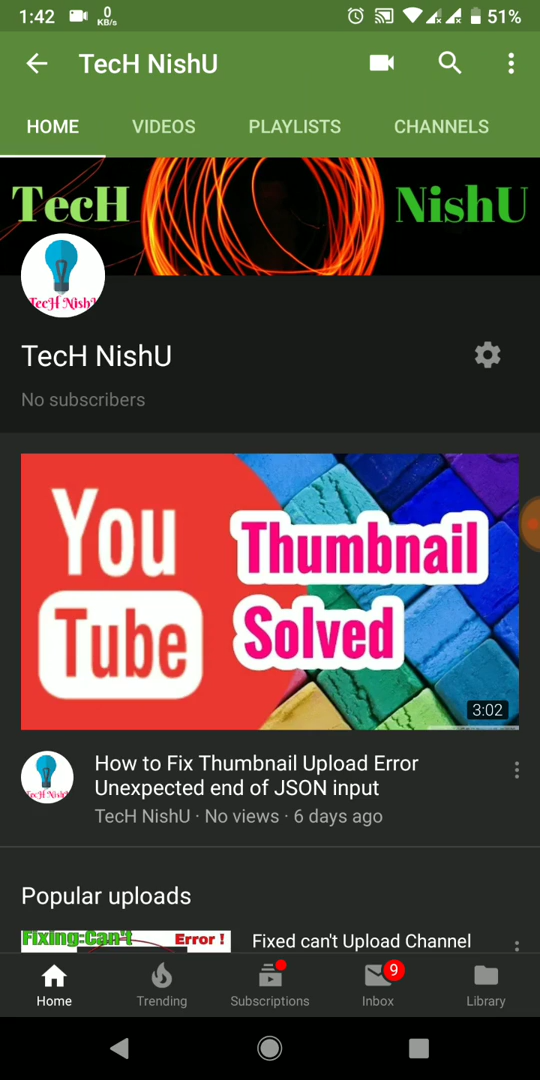 1:42
0
KB/s
51%
TecH NishU
HOME
VIDEOS
PLAYLISTS
CHANNELS
TecH
NishU
TecH NishU
TecH NishU
No subscribers
You
Tube
Thumbnail
Solved
3:02
How to Fix Thumbnail Upload Error
Unexpected end of JSON input
TecH NishU · No views · 6 days ago
TecH NishU
Popular uploads
Fixing:Can't
Error !
Fixed can't Upload Channel
Home
Trending
Subscriptions
9
Inbox
Library